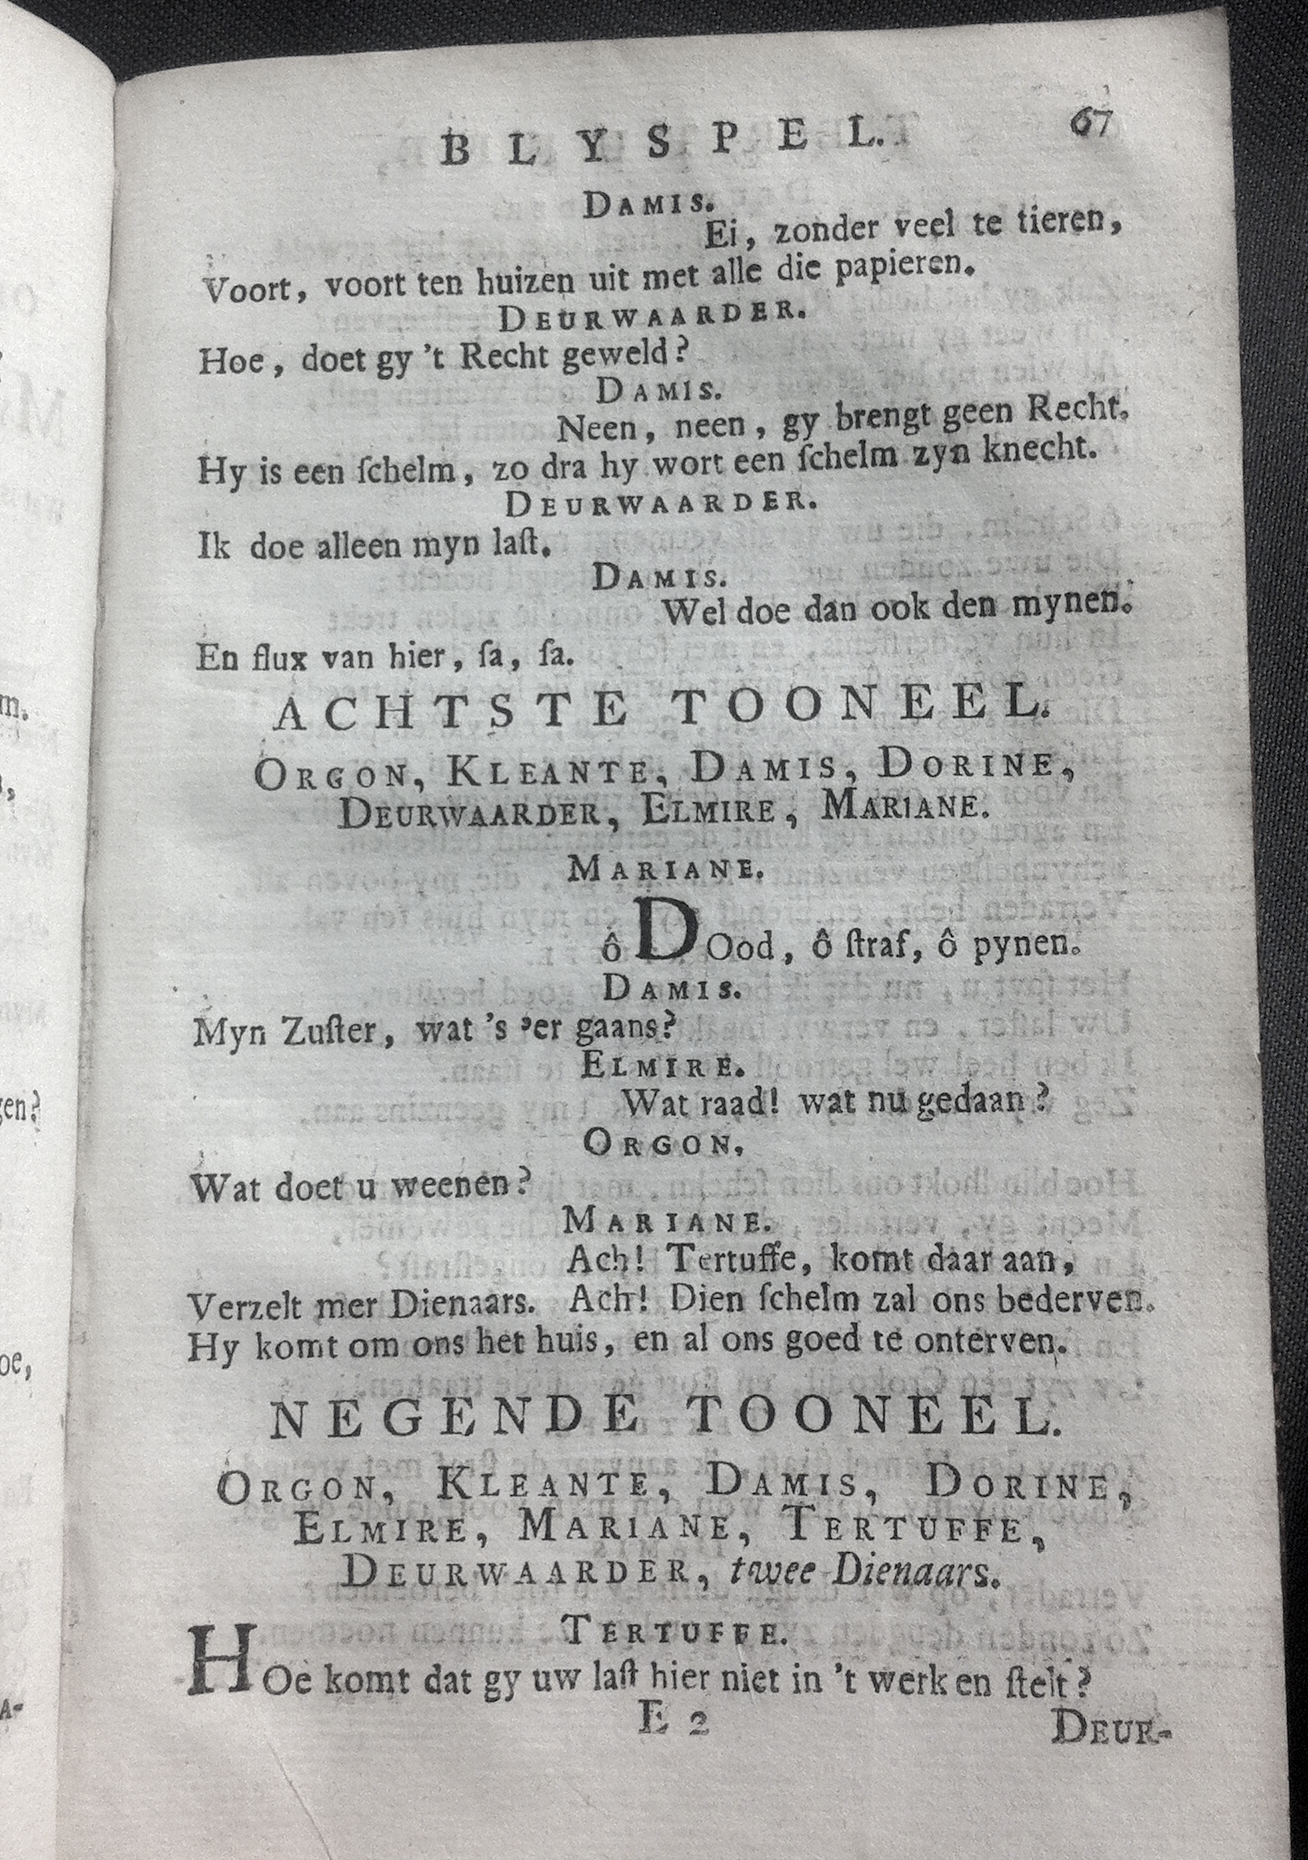 BLYSPEL. 67
DAMIS.
Ei, zonder veel te tieren,
Voort, voort ten huizen uit met alle die papieren.
DEURWAARDER.
Hoe, doet gy 't Recht geweld?
DAMIS.
Neen, neen, gy brengt geen Recht.
Hy is een ſchelm, zo dra hy wort een ſchelm zyn knecht.
DEURWAARDER.
Ik doe alleen myn laſt.
DAMIS.
Wel doe dan ook den mynen.
En flux van hier, ſa, ſa.
ACHTSTE TOONEEL.
ORGON, KLEANTE, DAMIS, DORINE,
DEURWAARDER, ELMIRE, MARIANE.
MARIANE.
ô DOod, ô ſtraf, ô pynen.
DAMIS.
Myn Zuſter, wat 's 'er gaans?
ELMIRE.
Wat raad! wat nu gedaan?
ORGON,
Wat doet u weenen?
MARIANE.
Ach! Tertuffe, komt daar aan,
Verzelt mer Dienaars. Ach! Dien ſchelm zal ons bederven.
Hy komt om ons het huis, en al ons goed te onterven.
NEGENDE TOONEEL.
ORGON, KLEANTE, DAMIS, DORINE,
ELMIRE, MARIANE, TERTUFFE,
DEURWAARDER, twee Dienaars.
TERTUFFE.
HOe komt dat gy uw laſt hier niet in 't werk en ſtelt?
E 2 DEUR-